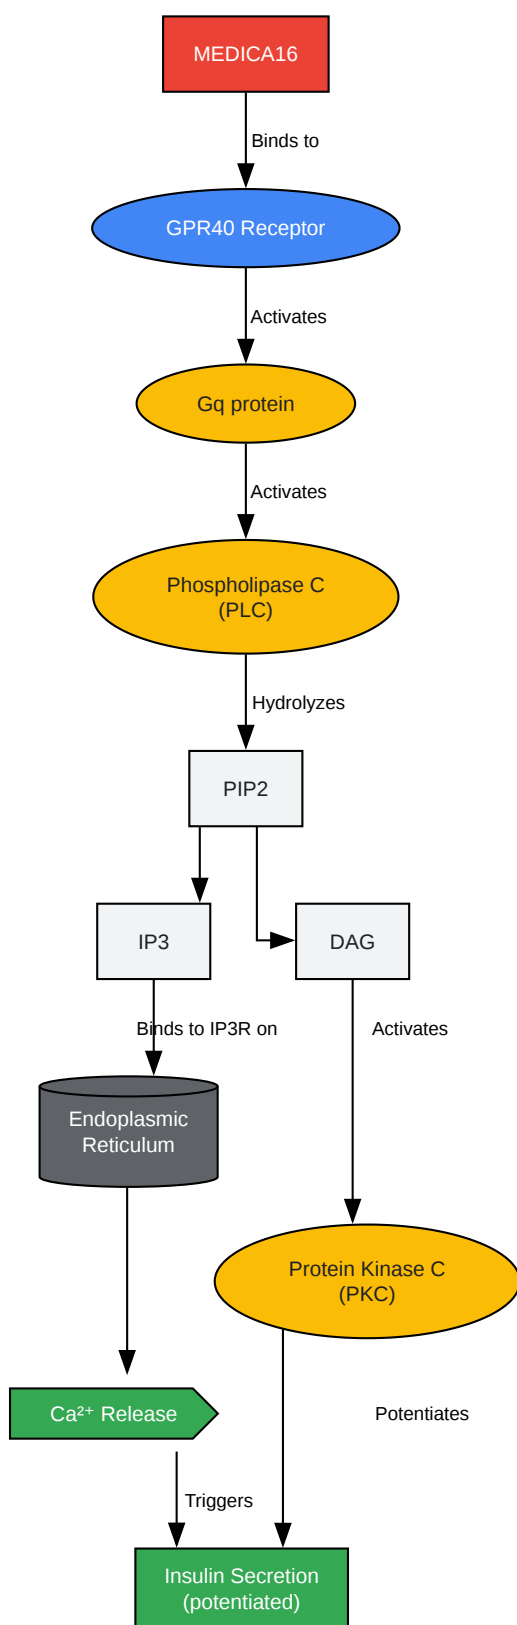 MEDICA16
Binds to
GPR40 Receptor
Activates
Gq protein
Activates
Phospholipase C
(PLC)
Hydrolyzes
PIP2
IP3
DAG
Binds to IP3R on
Activates
Endoplasmic
Reticulum
Protein Kinase C
(PKC)
Ca²⁺ Release
Potentiates
Triggers
Insulin Secretion
(potentiated)